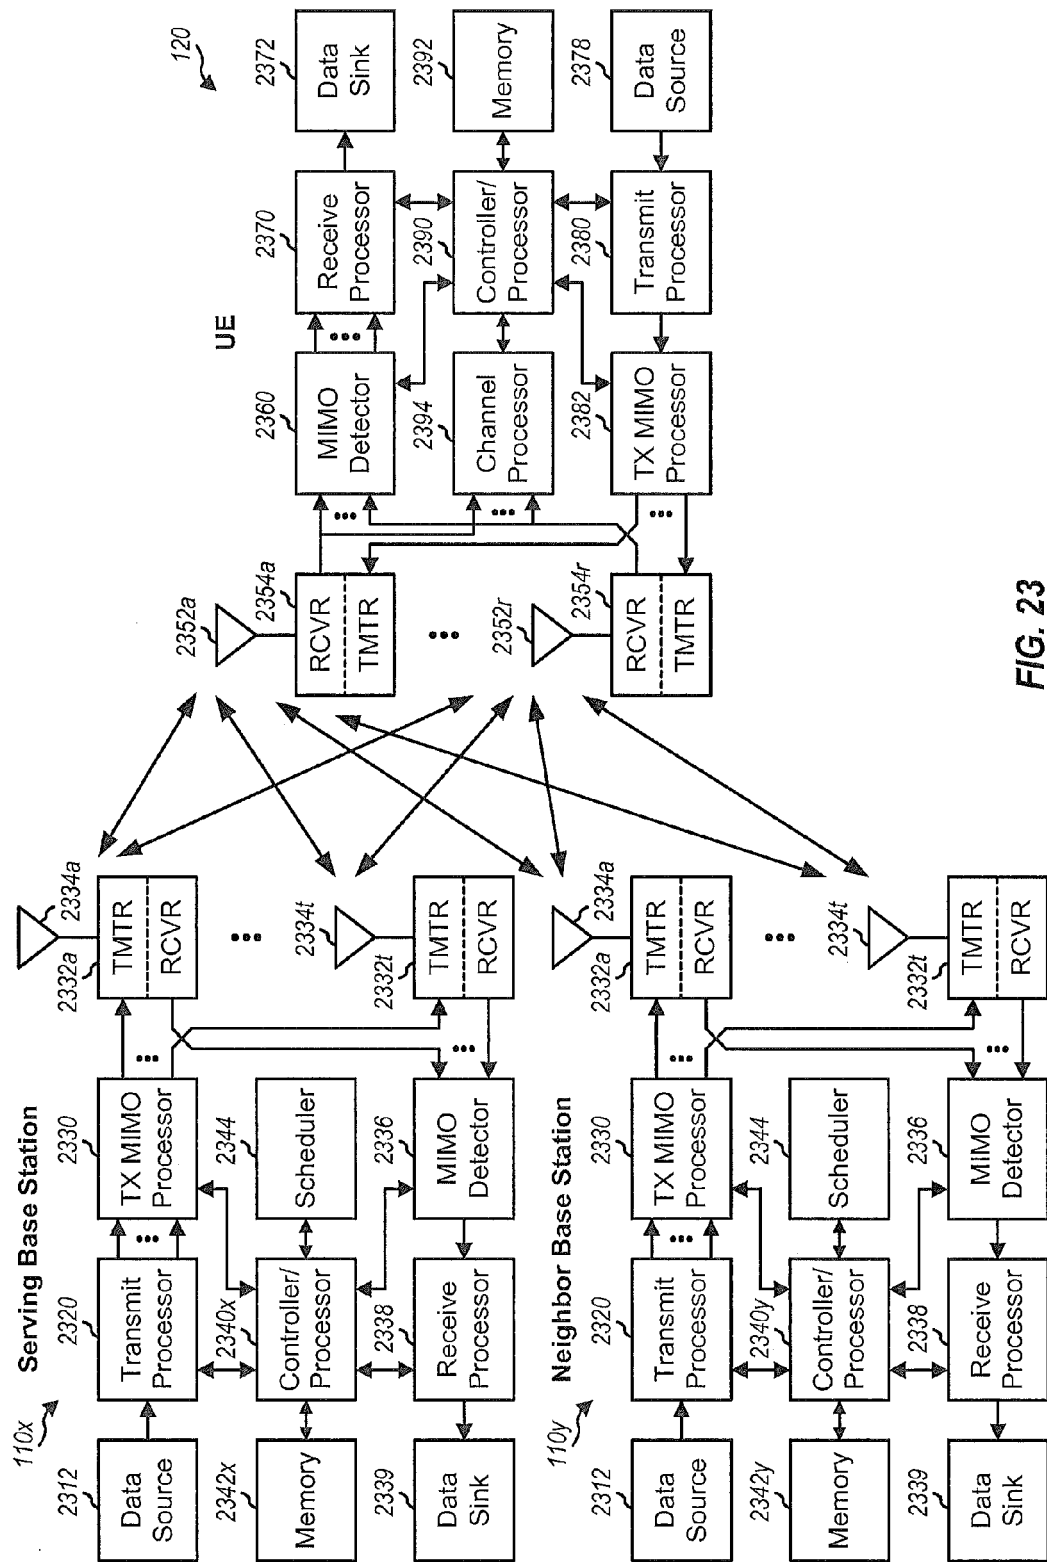 Serving Base Station
110x
2312
Data
Source
2320
Transmit
Processor
2330
TX MIMO
Processor
2332a
TMTR
RCVR
2334a
2342x
Memory
2340x
Controller/
Processor
2344
Scheduler
2334t
2339
Data
Sink
2338
Receive
Processor
2336
MIMO
Detector
2332t
TMTR
RCVR
Neighbor Base Station
110y
2312
Data
Source
2320
Transmit
Processor
2330
TX MIMO
Processor
2332a
TMTR
RCVR
2334a
2342y
Memory
2340y
Controller/
Processor
2344
Scheduler
2334t
2339
Data
Sink
2338
Receive
Processor
2336
MIMO
Detector
2332t
TMTR
RCVR
UE
120
2352a
2354a
RCVR
TMTR
2360
MIMO
Detector
2370
Receive
Processor
2372
Data
Sink
2394
Channel
Processor
2390
Controller/
Processor
2392
Memory
2352r
2354r
RCVR
TMTR
2382
TX MIMO
Processor
2380
Transmit
Processor
2378
Data
Source
FIG. 23